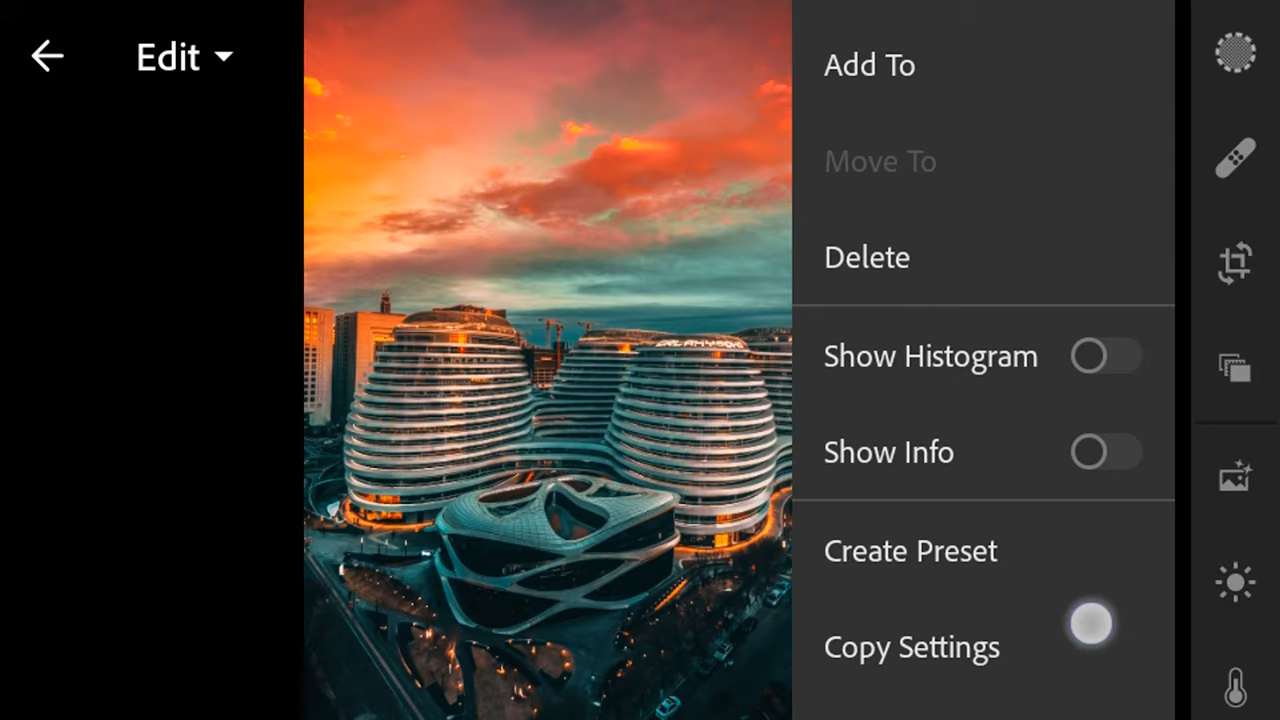 Edit
Add To
Move To
Delete
Show Histogram
Show Info
Create Preset
Copy Settings